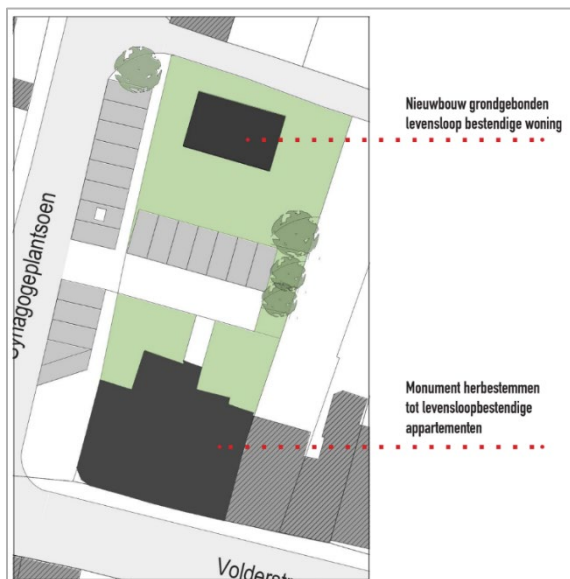 Nieuwbouw grondgebonden
levensloop bestendige woning
Synagogeplantsoen
Monument herbestemmen
tot levensloopbestendige
appartementen